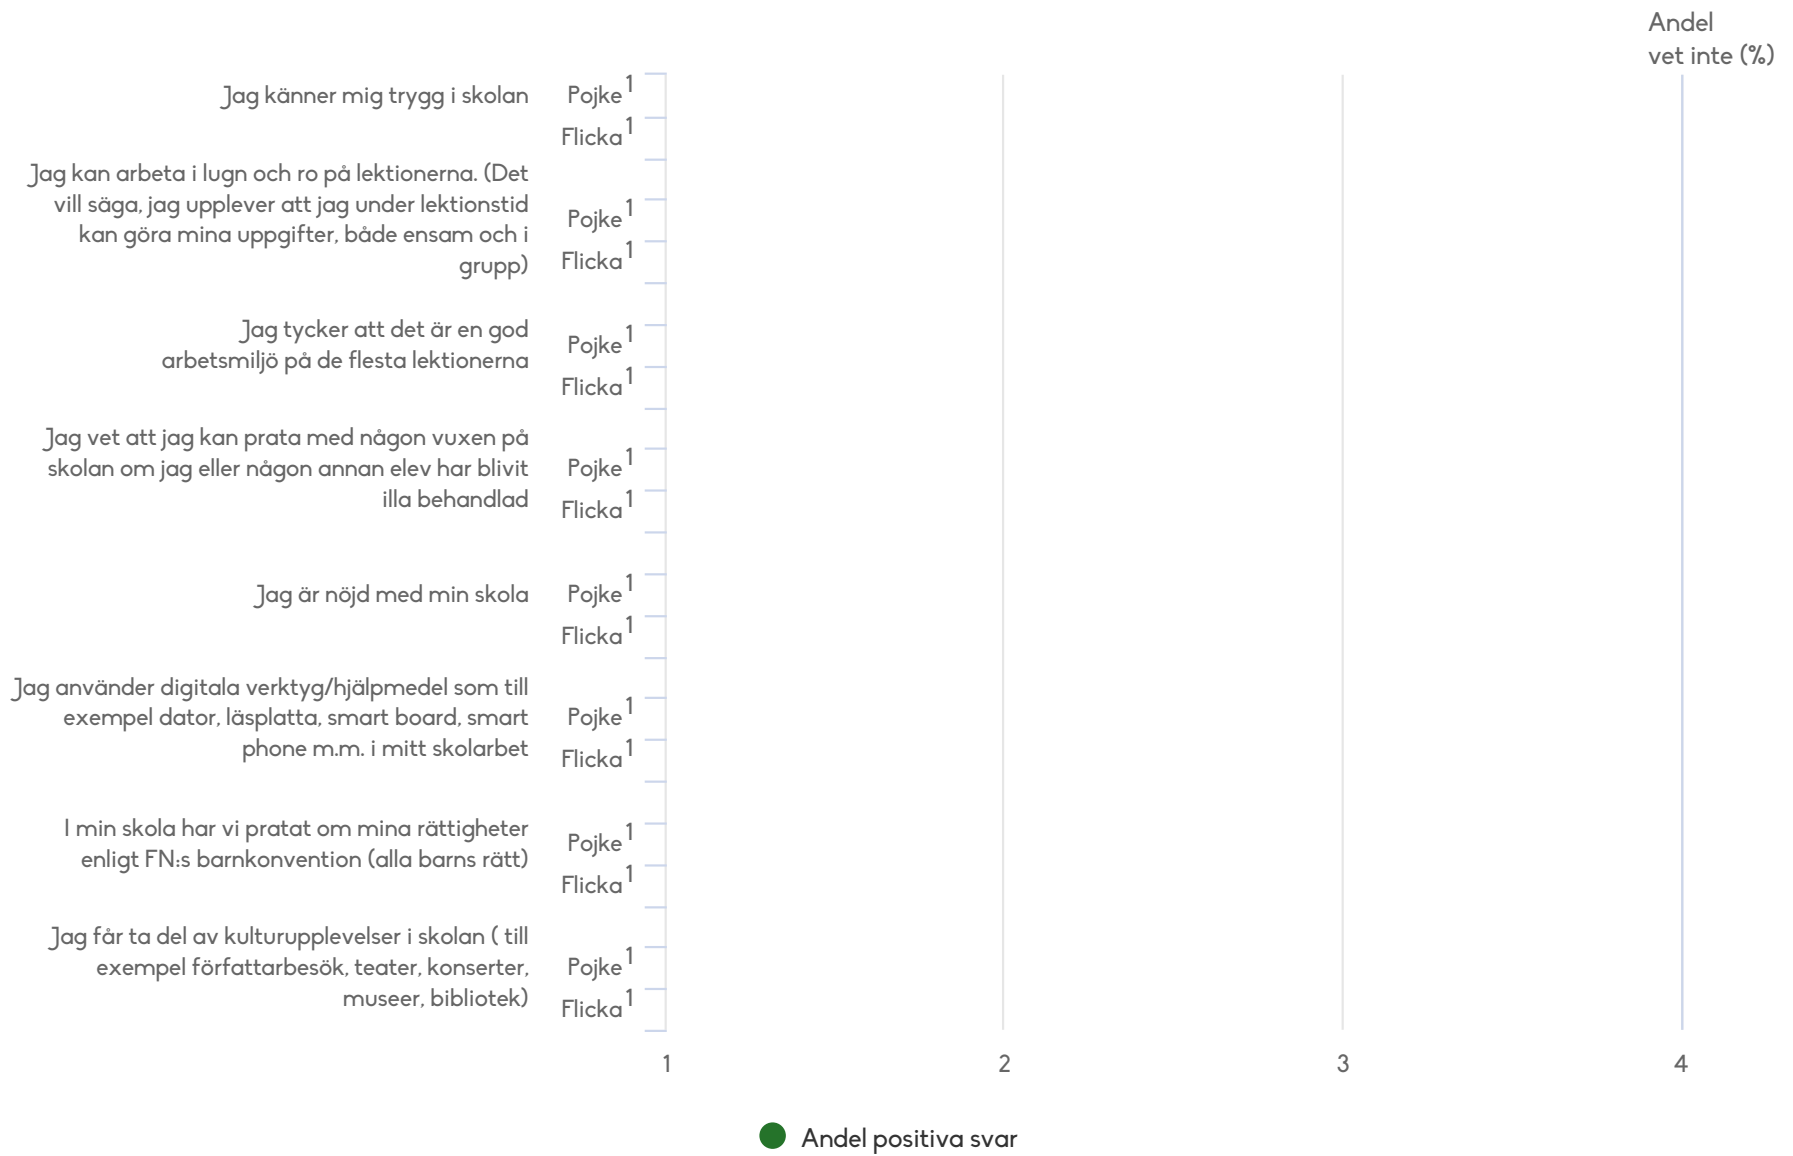 Andel
vet inte (%)
Jag känner mig trygg i skolan
Pojke1
Flicka1
Jag kan arbeta i lugn och ro på lektionerna. (Det
vill säga, jag upplever att jag under lektionstid
kan göra mina uppgifter, både ensam och i
grupp)
Pojke1
Flicka1
Jag tycker att det är en god
arbetsmiljö på de flesta lektionerna
Pojke1
Flicka1
Jag vet att jag kan prata med någon vuxen på
skolan om jag eller någon annan elev har blivit
illa behandlad
Pojke1
Flicka1
Jag är nöjd med min skola
Pojke1
Flicka1
Jag använder digitala verktyg/hjälpmedel som till
exempel dator, läsplatta, smart board, smart
phone m.m. i mitt skolarbet
Pojke1
Flicka1
I min skola har vi pratat om mina rättigheter
enligt FN:s barnkonvention (alla barns rätt)
Pojke1
Flicka1
Jag får ta del av kulturupplevelser i skolan ( till
exempel författarbesök, teater, konserter,
museer, bibliotek)
Pojke1
Flicka1
1 2 3 4
Andel positiva svar